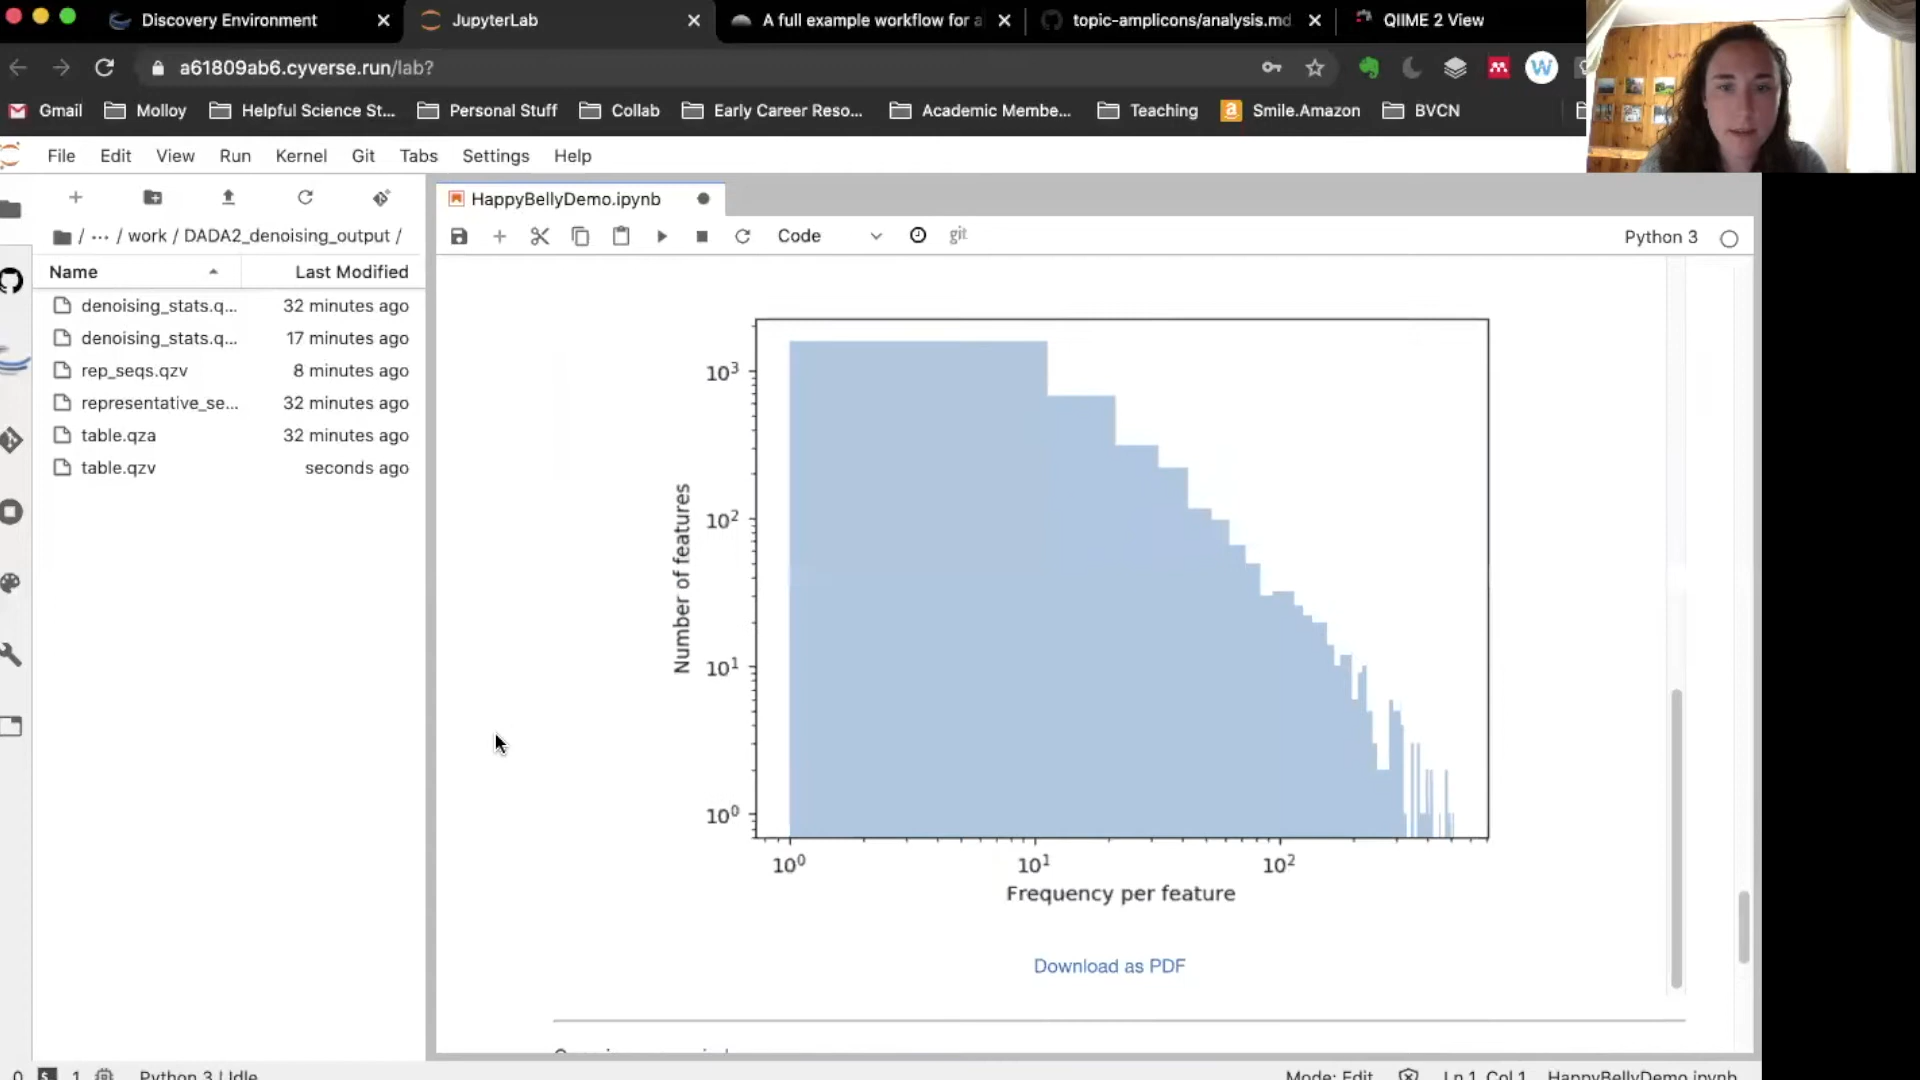 Discovery Environment
JupyterLab
A full example workflow for a
topic-amplicons/analysis.md
QIIME 2 View
a61809ab6.cyverse.run/lab?
Gmail
Molloy
Helpful Science St...
Personal Stuff
Collab
Early Career Reso...
Academic Membe...
Teaching
Smile.Amazon
BVCN
File Edit View Run Kernel Git Tabs Settings Help
HappyBellyDemo.ipynb
/ ... / work / DADA2_denoising_output /
Code
git
Python 3
Name Last Modified
denoising_stats.q... 32 minutes ago
denoising_stats.q... 17 minutes ago
rep_seqs.qzv 8 minutes ago
representative_se... 32 minutes ago
table.qza 32 minutes ago
table.qzv seconds ago
10³
10²
10¹
10⁰
Number of features
10⁰ 10¹ 10²
Frequency per feature
Download as PDF
0 1 Python 3 | Idle
Mode: Edit Ln 1, Col 1 HappyBellyDemo.ipynb